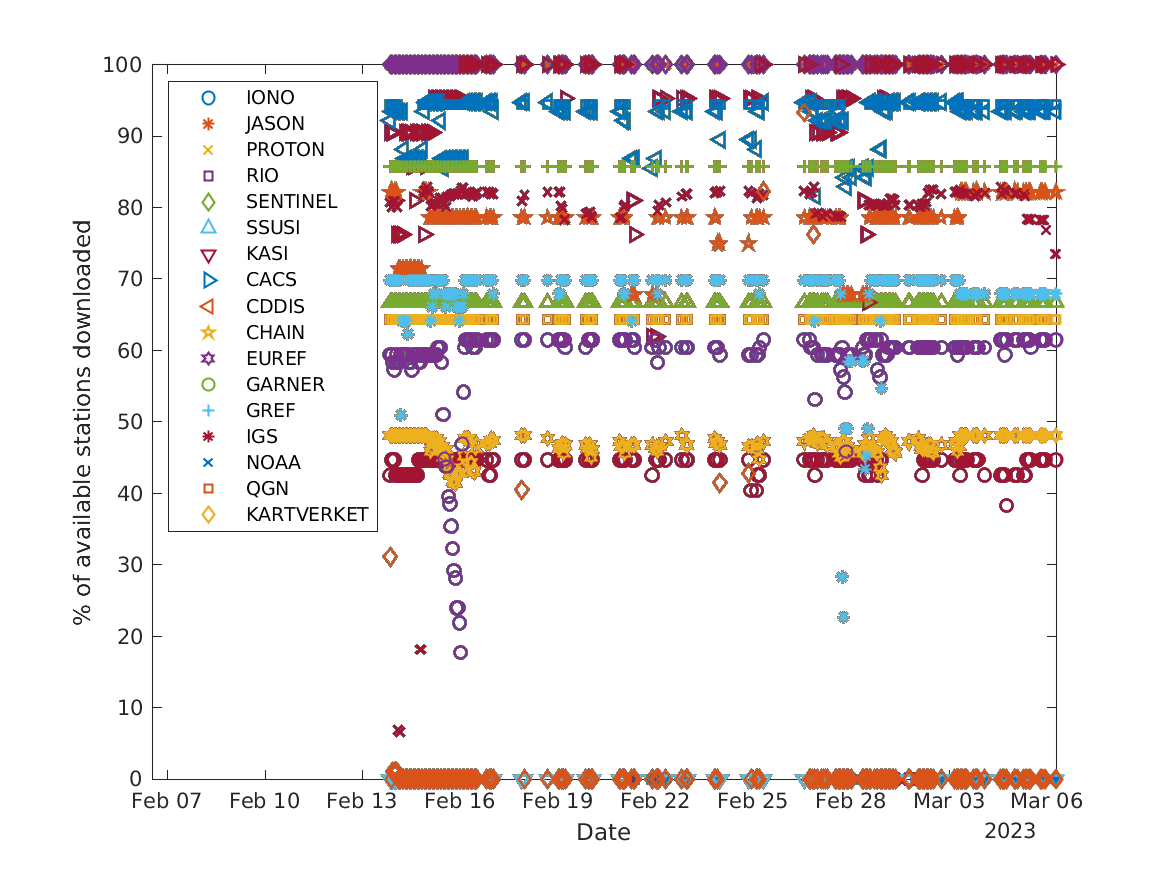 100
90
80
70
60
50
40
30
20
10
0
% of available stations downloaded
IONO
JASON
PROTON
RIO
SENTINEL
SSUSI
KASI
CACS
CDDIS
CHAIN
EUREF
GARNER
GREF
IGS
NOAA
QGN
KARTVERKET
Feb 07 Feb 10 Feb 13 Feb 16 Feb 19 Feb 22 Feb 25 Feb 28 Mar 03 Mar 06
Date
2023